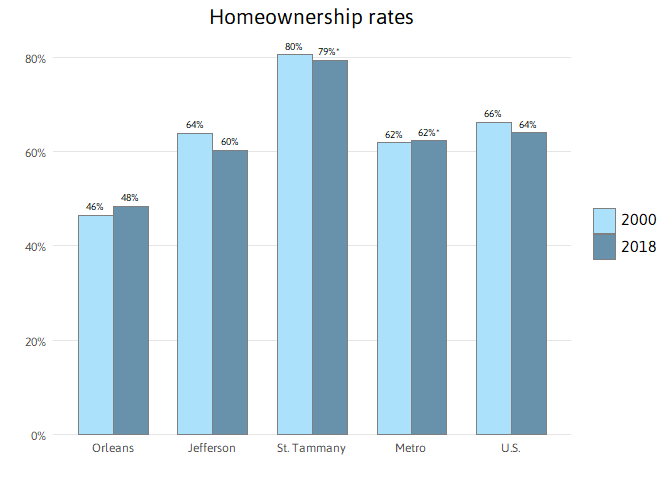 Homeownership rates
80%
60%
40%
20%
0%
46%
48%
64%
60%
80%
79%*
62%
62%*
66%
64%
Orleans
Jefferson
St. Tammany
Metro
U.S.
2000
2018